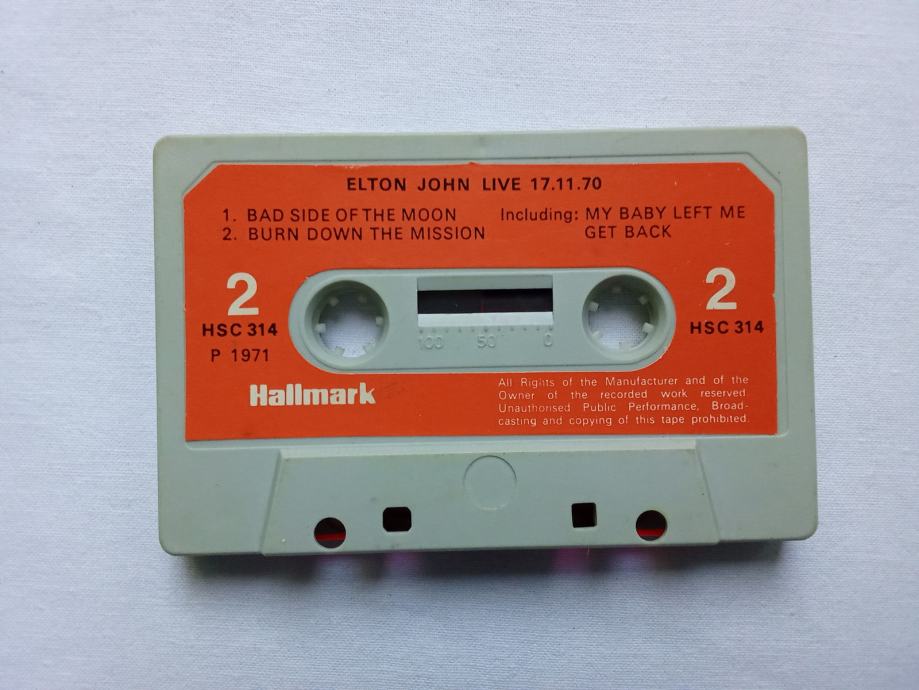 ELTON JOHN LIVE 17.11.70
1. BAD SIDE OF THE MOON
2. BURN DOWN THE MISSION
Including: MY BABY LEFT ME
GET BACK
2
HSC 314
P 1971
2
HSC 314
100 50 0
Hallmark
All Rights of the Manufacturer and of the
Owner of the recorded work reserved
Unauthorised Public Performance, Broad-
casting and copying of this tape prohibited.